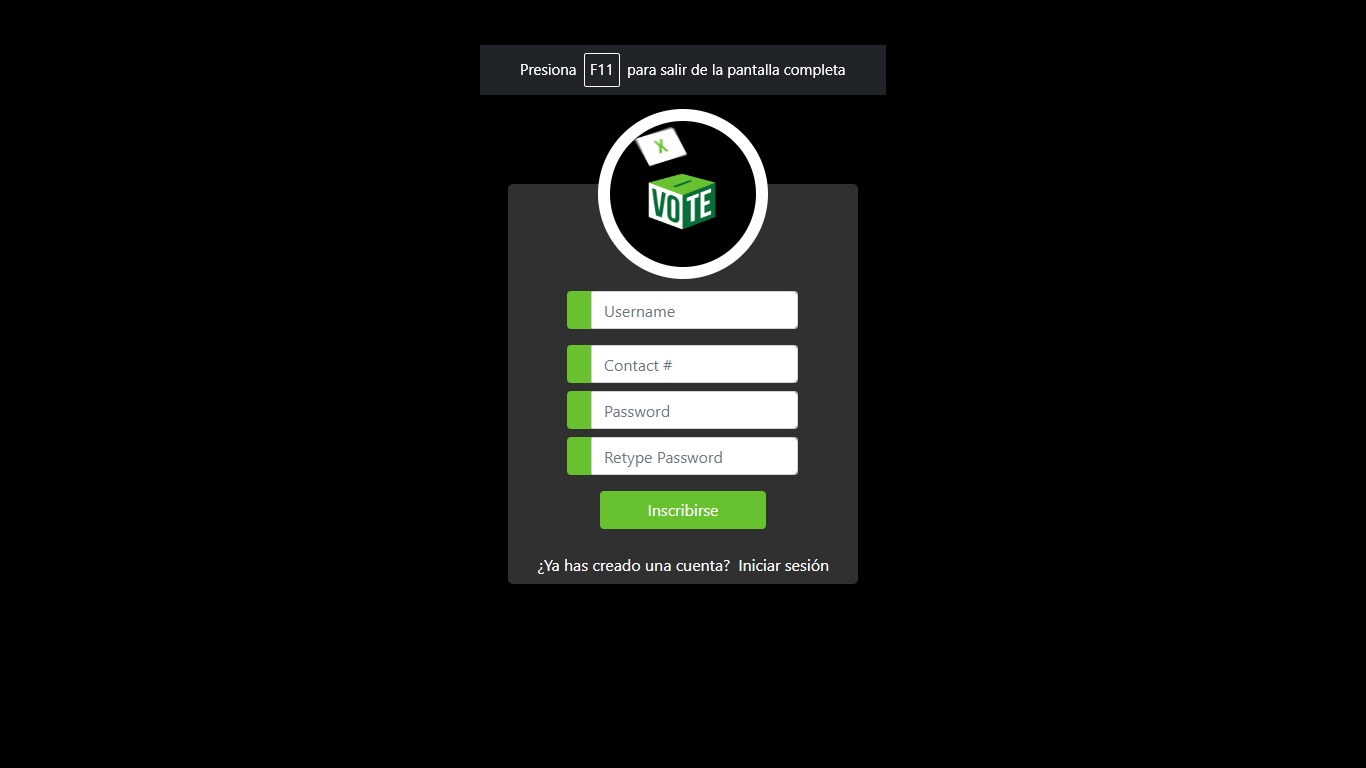 Presiona F11 para salir de la pantalla completa
X
VOTE
Username
Contact #
Password
Retype Password
Inscribirse
¿Ya has creado una cuenta? Iniciar sesión